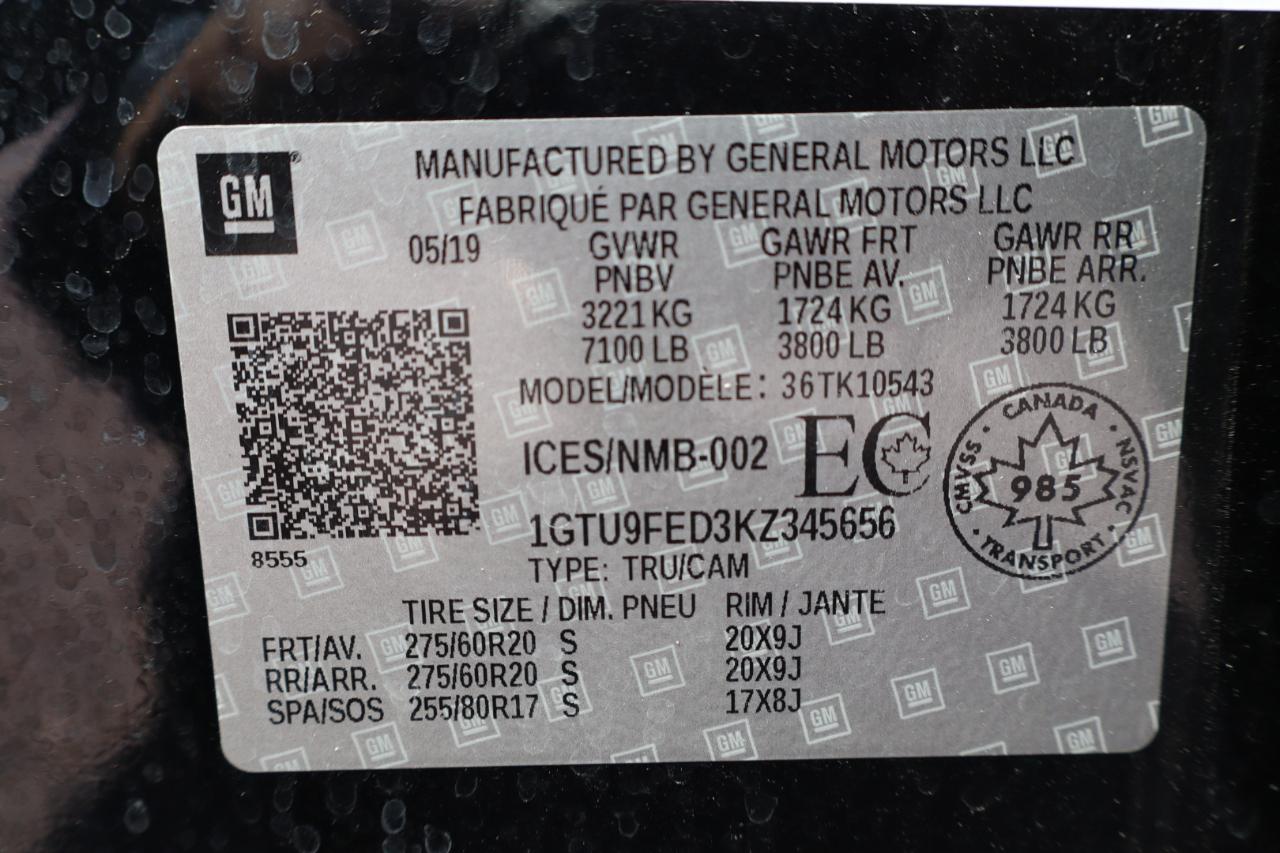 GM
MANUFACTURED BY GENERAL MOTORS LLC
FABRIQUÉ PAR GENERAL MOTORS LLC
05/19 GVWR GAWR FRT GAWR RR
PNBV PNBE AV. PNBE ARR.
3221 KG 1724 KG 1724 KG
7100 LB 3800 LB 3800 LB
MODEL/MODÈLE: 36TK10543
ICES/NMB-002 EC
CANADA · NSVAC · TRANSPORT · CMVSS ·
985
1GTU9FED3KZ345656
8555
TYPE: TRU/CAM
TIRE SIZE / DIM. PNEU RIM / JANTE
FRT/AV. 275/60R20 S 20X9J
RR/ARR. 275/60R20 S 20X9J
SPA/SOS 255/80R17 S 17X8J